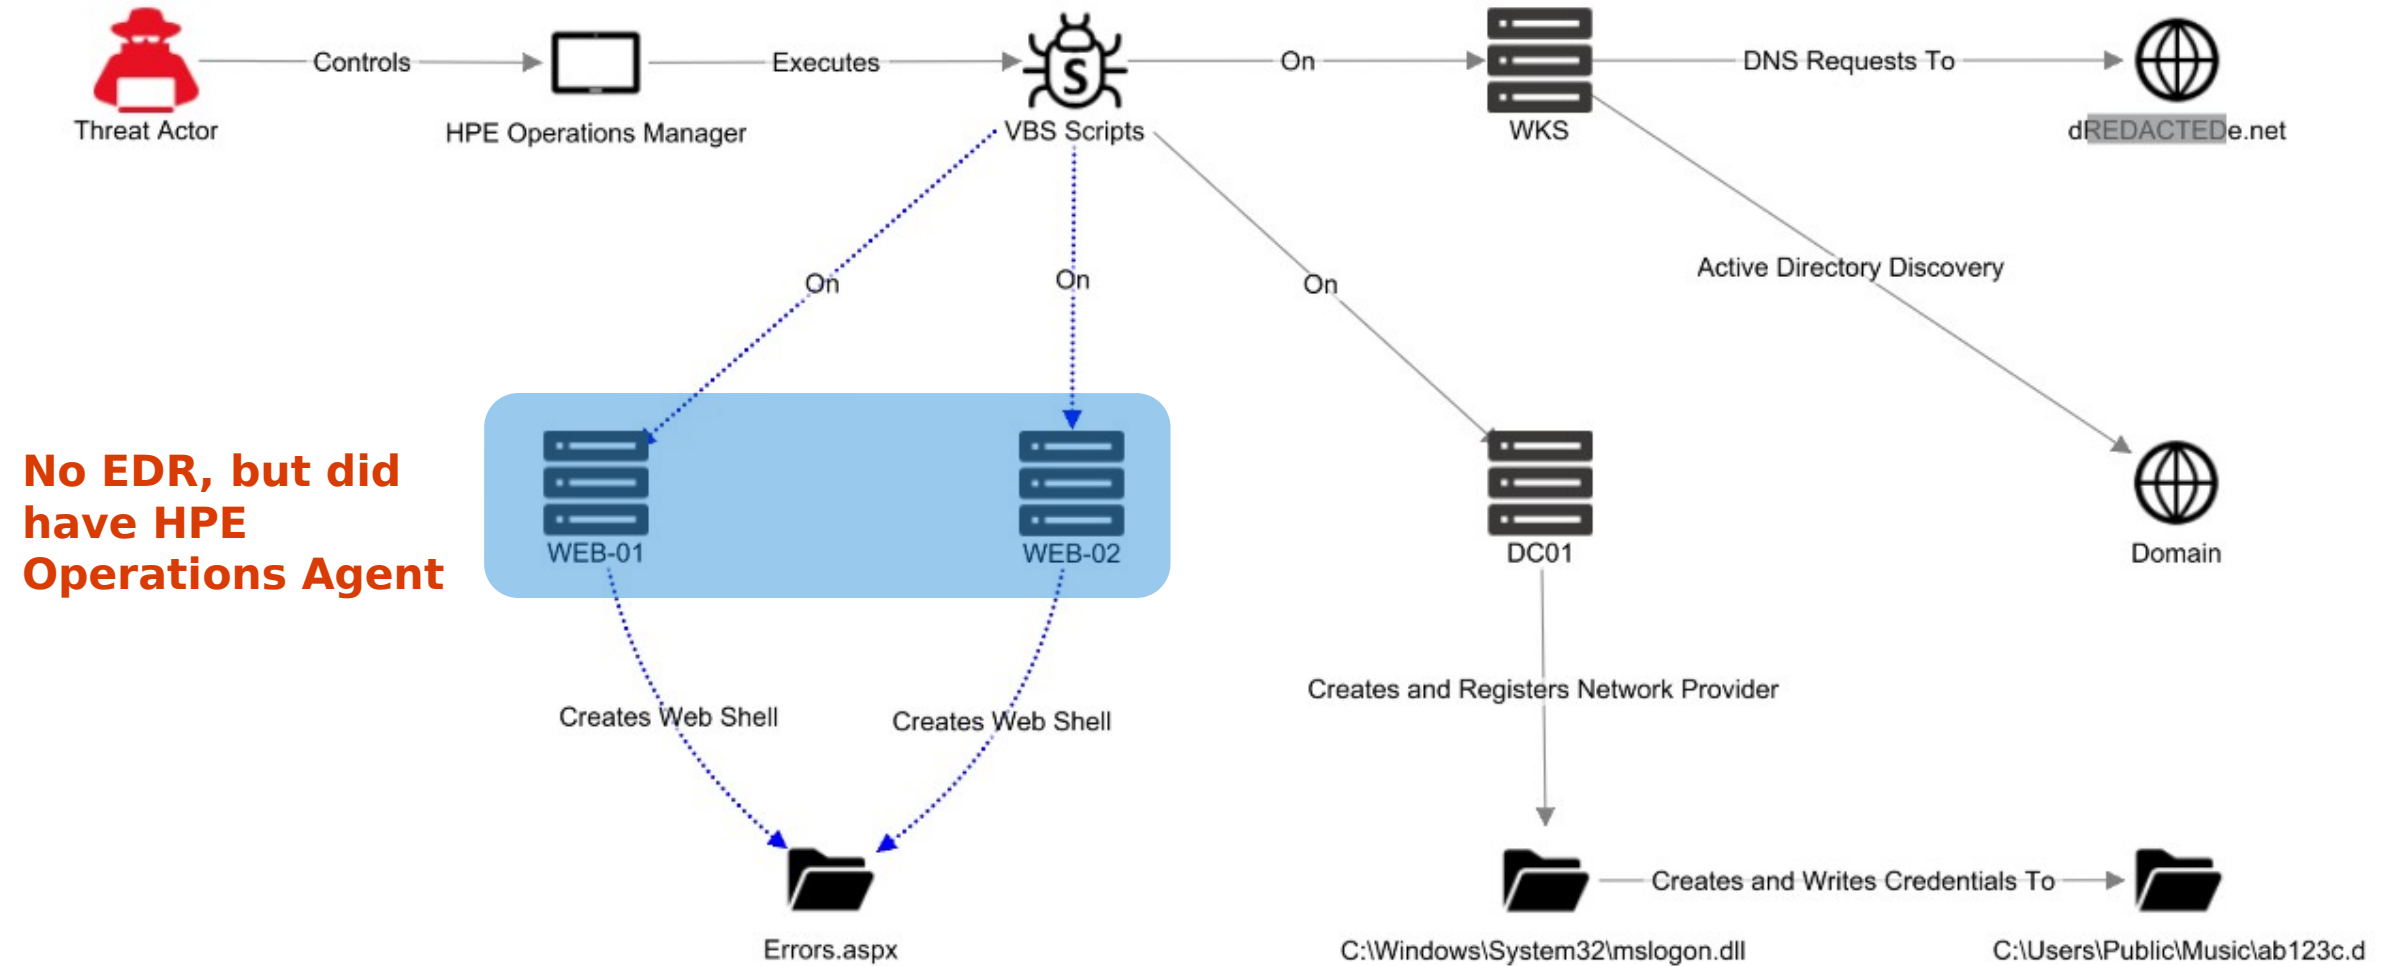 Controls
Executes
On
DNS Requests To
Threat Actor
HPE Operations Manager
VBS Scripts
WKS
dREDACTEDe.net
On
On
On
Active Directory Discovery
No EDR, but did
have HPE
Operations Agent
WEB-01
WEB-02
DC01
Domain
Creates Web Shell
Creates Web Shell
Creates and Registers Network Provider
Creates and Writes Credentials To
Errors.aspx
C:\Windows\System32\mslogon.dll
C:\Users\Public\Music\ab123c.d